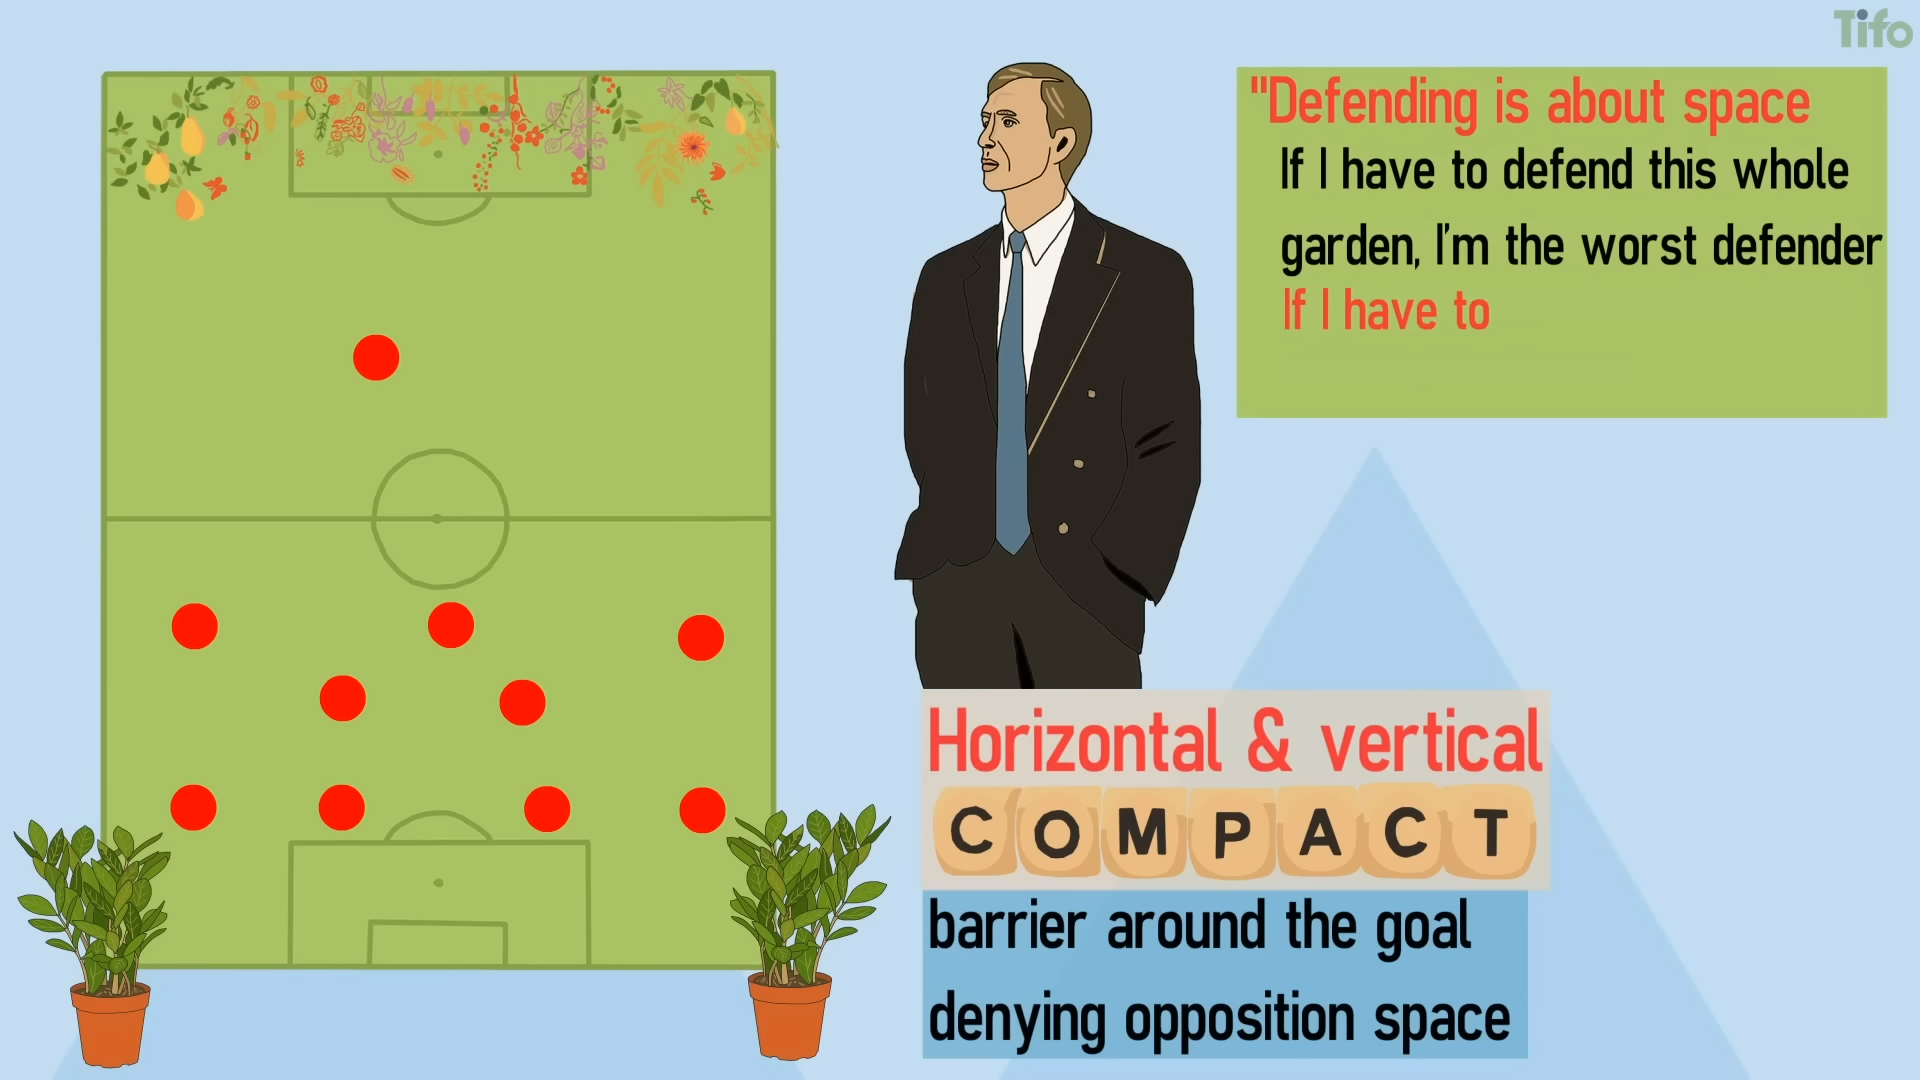 Tifo
"Defending is about space
If I have to defend this whole
garden, I'm the worst defender
If I have to
Horizontal & vertical
COMPACT
barrier around the goal
denying opposition space